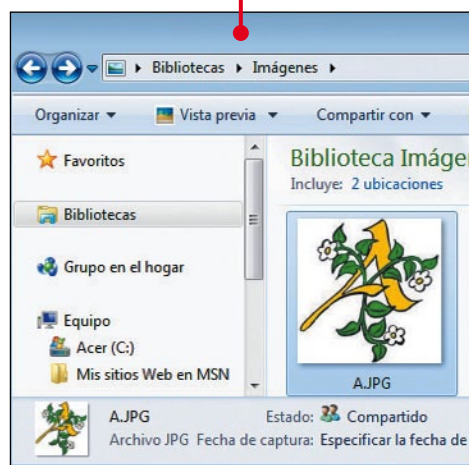 Bibliotecas Imágenes
Organizar Vista previa Compartir con
Favoritos
Bibliotecas
Grupo en el hogar
Equipo
Acer (C:)
Mis sitios Web en MSN
Biblioteca Imáge
Incluye: 2 ubicaciones
A.JPG
A.JPG Estado: Compartido
Archivo JPG Fecha de captura: Especificar la fecha de